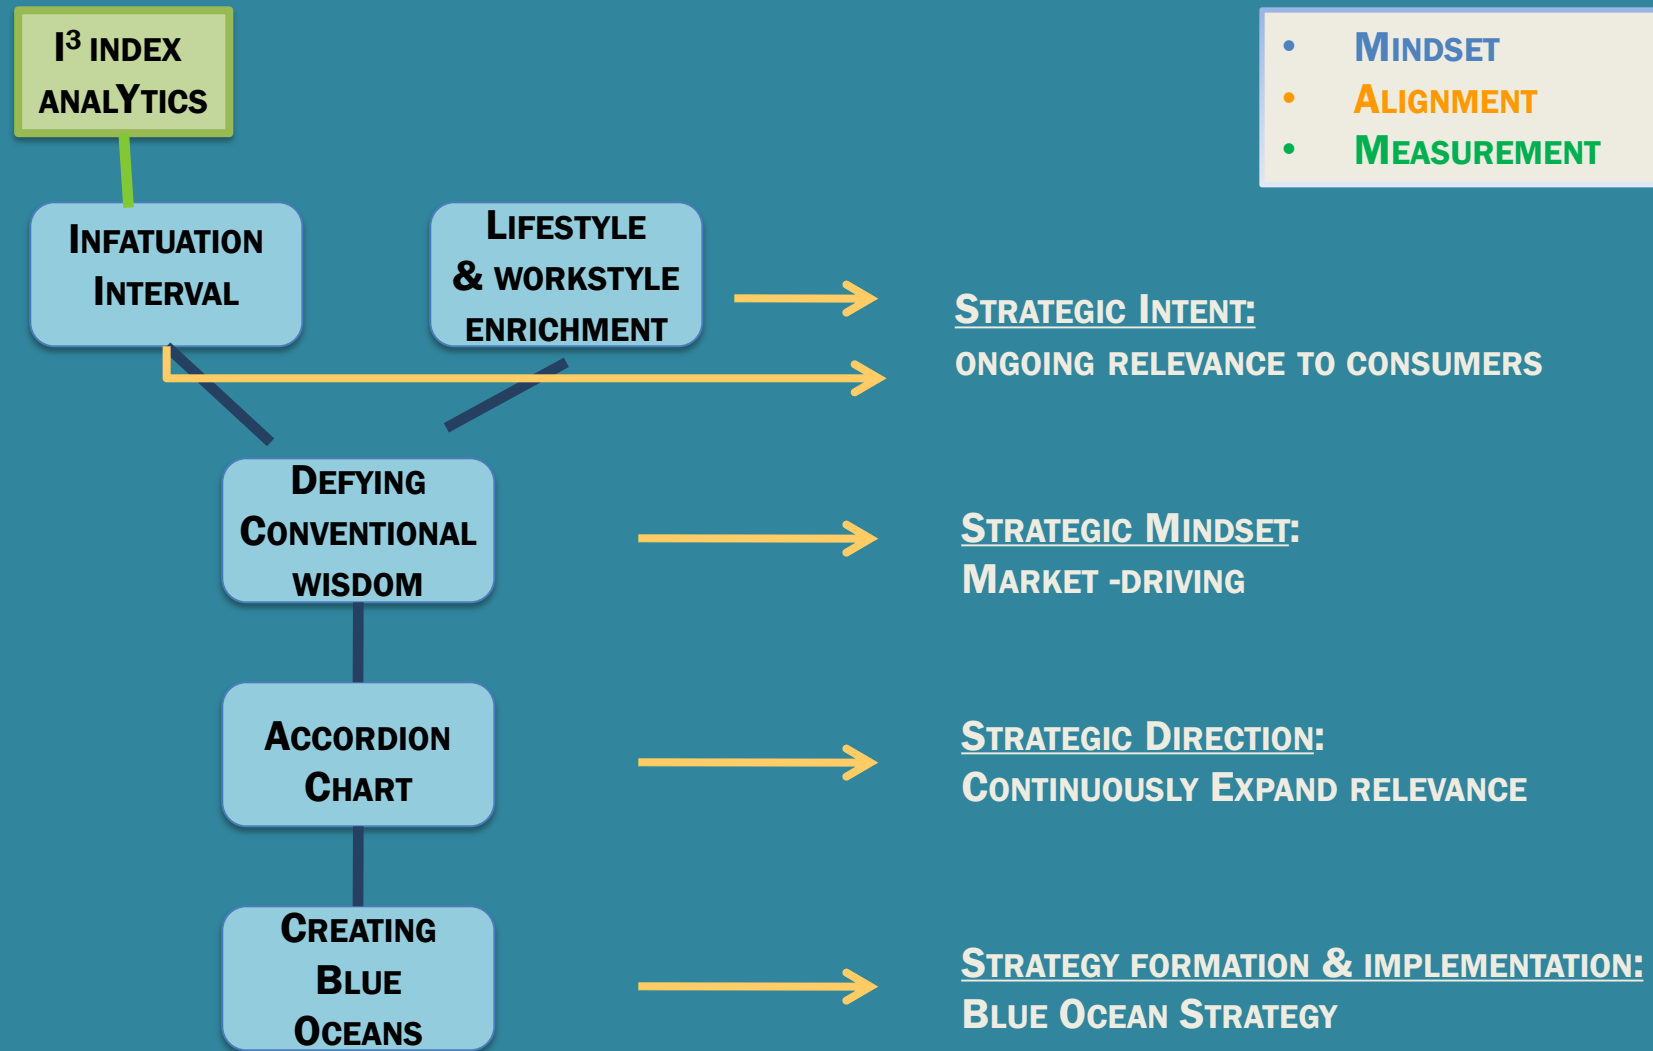 I³ INDEX
ANALYTICS
• MINDSET
• ALIGNMENT
• MEASUREMENT
INFATUATION
INTERVAL
LIFESTYLE
& WORKSTYLE
ENRICHMENT
STRATEGIC INTENT:
ONGOING RELEVANCE TO CONSUMERS
DEFYING
CONVENTIONAL
WISDOM
STRATEGIC MINDSET:
MARKET -DRIVING
ACCORDION
CHART
STRATEGIC DIRECTION:
CONTINUOUSLY EXPAND RELEVANCE
CREATING
BLUE
OCEANS
STRATEGY FORMATION & IMPLEMENTATION:
BLUE OCEAN STRATEGY